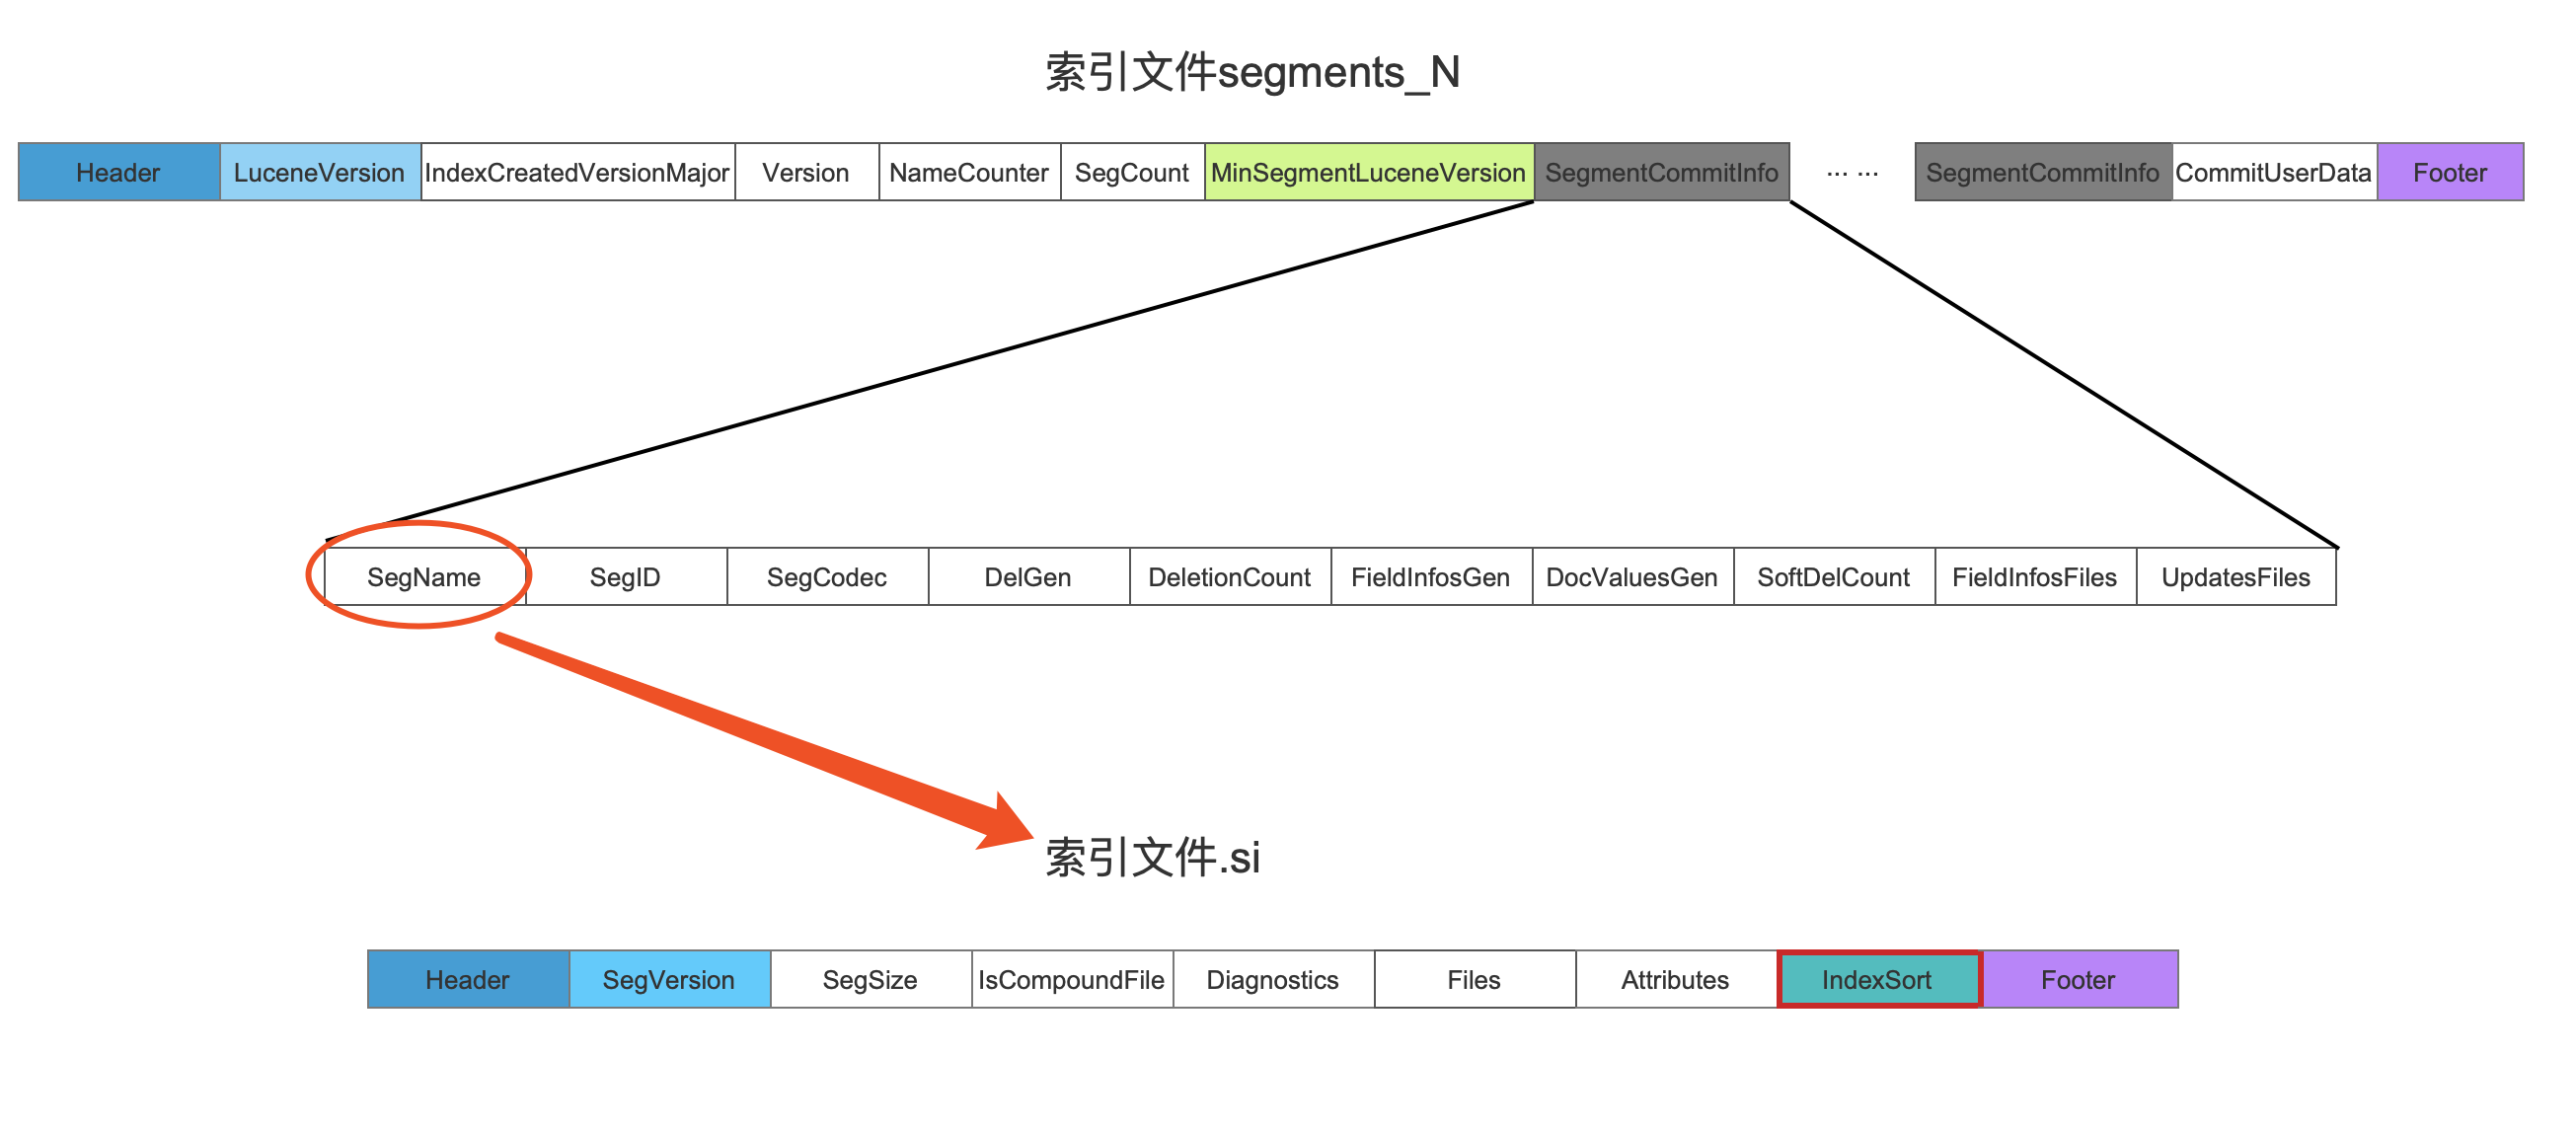 索引文件segments_N
Header LuceneVersion IndexCreatedVersionMajor Version NameCounter SegCount MinSegmentLuceneVersion SegmentCommitInfo ... ... SegmentCommitInfo CommitUserData Footer
SegName SegID SegCodec DelGen DeletionCount FieldInfosGen DocValuesGen SoftDelCount FieldInfosFiles UpdatesFiles
索引文件.si
Header SegVersion SegSize IsCompoundFile Diagnostics Files Attributes IndexSort Footer